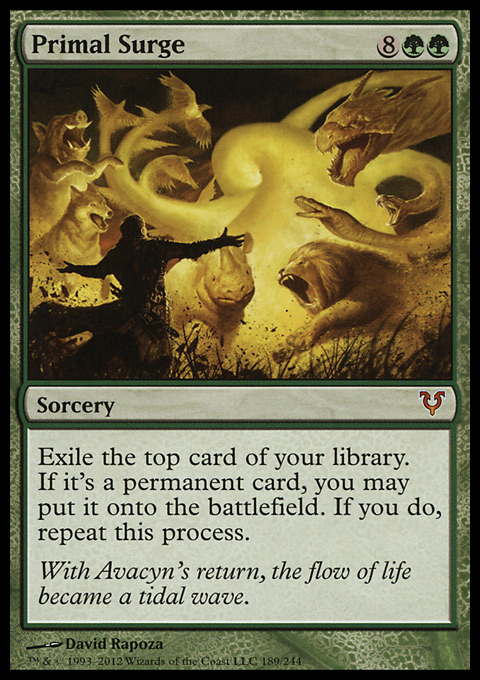 Primal Surge 8
Sorcery
Exile the top card of your library.
If it's a permanent card, you may
put it onto the battlefield. If you do,
repeat this process.
With Avacyn's return, the flow of life
became a tidal wave.
David Rapoza
™ & © 1993–2012 Wizards of the Coast LLC 189/244